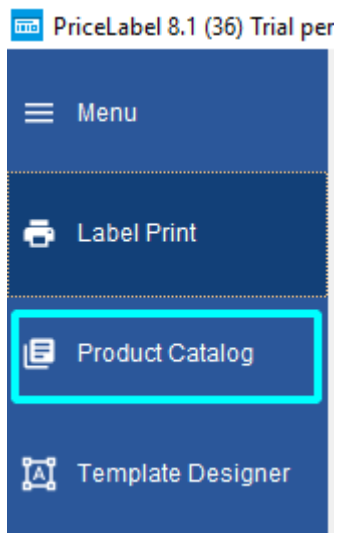 PriceLabel 8.1 (36) Trial per
Menu
Label Print
Product Catalog
Template Designer